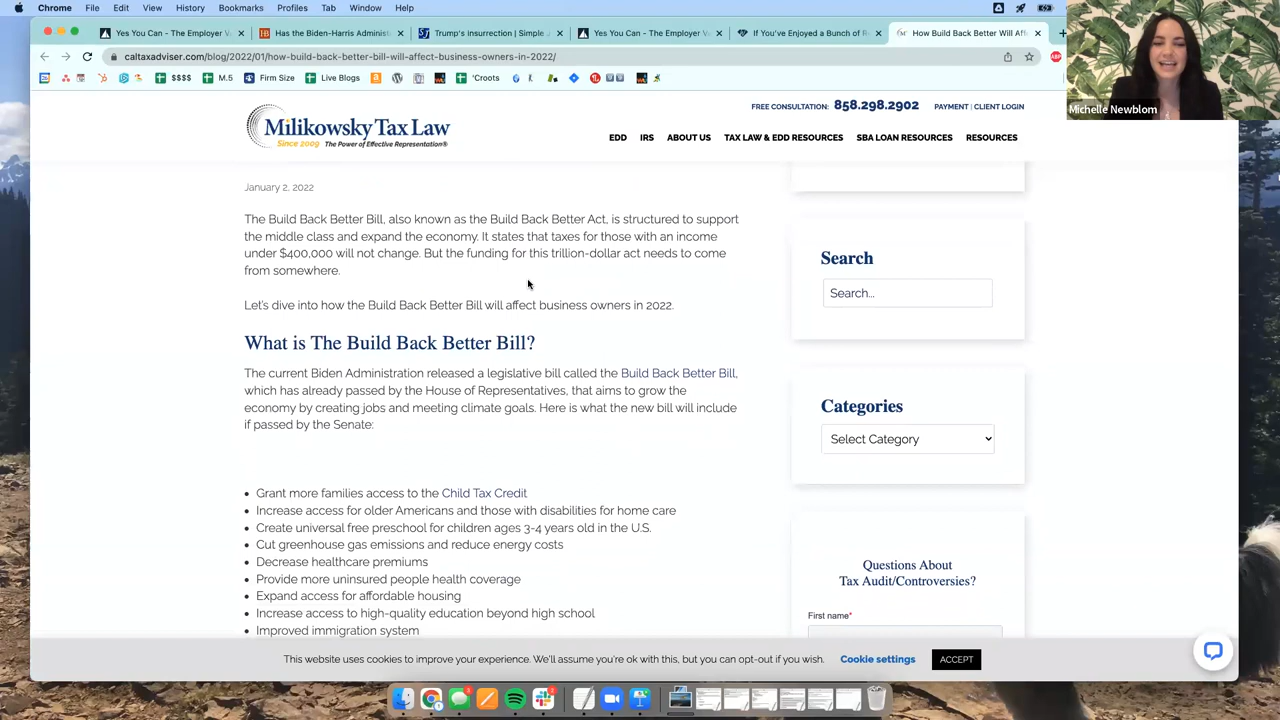 Chrome File Edit View History Bookmarks Profiles Tab Window Help
Yes You Can - The Employer V
Has the Biden-Harris Administ
Trump's insurrection | Simple
Yes You Can - The Employer V
If You've Enjoyed a Bunch of R
How Build Back Better Will Aff
caltaxadviser.com/blog/2022/01/how-build-back-better-bill-will-affect-business-owners-in-2022/
$$$$ M.5 Firm Size Live Blogs 'Croots
Michelle Newblom
FREE CONSULTATION: 858.298.2902 PAYMENT | CLIENT LOGIN
Milikowsky Tax Law
Since 2009 The Power of Effective Representation®
EDD IRS ABOUT US TAX LAW & EDD RESOURCES SBA LOAN RESOURCES RESOURCES
January 2, 2022
The Build Back Better Bill, also known as the Build Back Better Act, is structured to support
the middle class and expand the economy. It states that taxes for those with an income
under $400,000 will not change. But the funding for this trillion-dollar act needs to come
from somewhere.
Let's dive into how the Build Back Better Bill will affect business owners in 2022.
What is The Build Back Better Bill?
The current Biden Administration released a legislative bill called the Build Back Better Bill,
which has already passed by the House of Representatives, that aims to grow the
economy by creating jobs and meeting climate goals. Here is what the new bill will include
if passed by the Senate:
Grant more families access to the Child Tax Credit
Increase access for older Americans and those with disabilities for home care
Create universal free preschool for children ages 3-4 years old in the U.S.
Cut greenhouse gas emissions and reduce energy costs
Decrease healthcare premiums
Provide more uninsured people health coverage
Expand access for affordable housing
Increase access to high-quality education beyond high school
Improved immigration system
Search
Search...
Categories
Select Category
Questions About
Tax Audit/Controversies?
First name*
This website uses cookies to improve your experience. We'll assume you're ok with this, but you can opt-out if you wish. Cookie settings ACCEPT